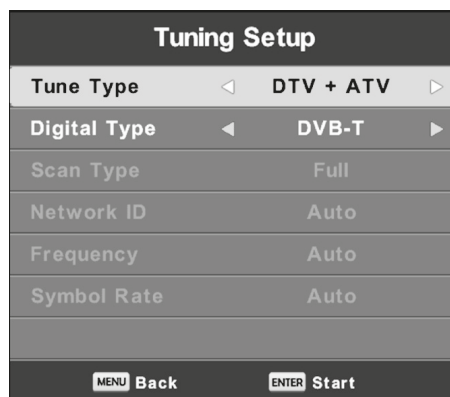 Tuning Setup
Tune Type DTV + ATV
Digital Type DVB-T
Scan Type Full
Network ID Auto
Frequency Auto
Symbol Rate Auto
MENU Back ENTER Start